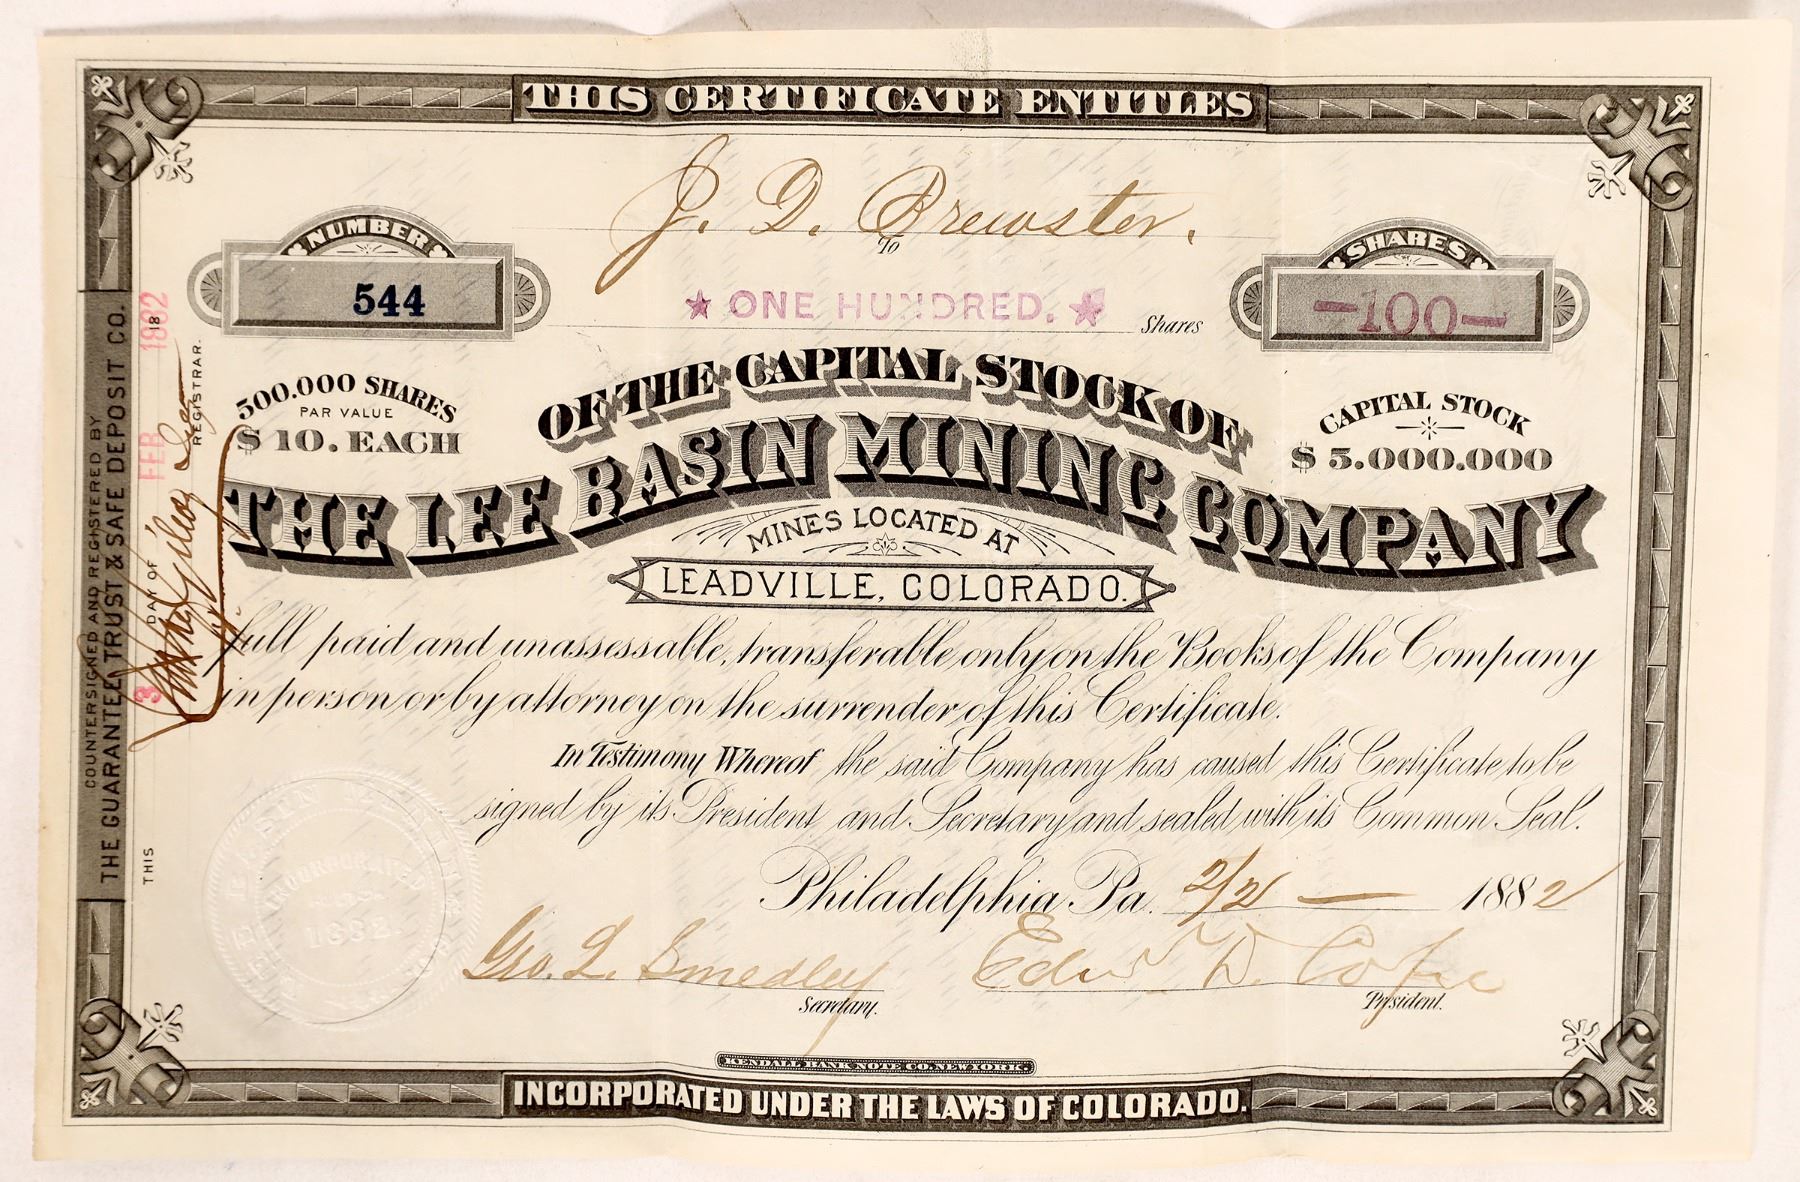 THIS CERTIFICATE ENTITLES
J. D. Brewster.
To
NUMBER
544
★ ONE HUNDRED. ★ Shares
SHARES
—100—
500.000 SHARES
PAR VALUE
$ 10. EACH
CAPITAL STOCK
$ 5.000.000
OF THE CAPITAL STOCK OF
THE LEE BASIN MINING COMPANY
MINES LOCATED AT
LEADVILLE, COLORADO.
full paid and unassessable, transferable only on the Books of the Company
in person or by attorney on the surrender of this Certificate.
In Testimony Whereof the said Company has caused this Certificate to be
signed by its President and Secretary and sealed with its Common Seal.
Philadelphia Pa. 2/2 — 1882
Geo. L. Smedley
Secretary.
Edw. D. Cope
President.
KENDALL BANK NOTE CO. NEW YORK.
INCORPORATED UNDER THE LAWS OF COLORADO.
COUNTERSIGNED AND REGISTERED BY
THE GUARANTEE TRUST & SAFE DEPOSIT CO.
THIS 3 DAY OF FEB 1882
REGISTRAR.
BASIN MINING
INCORPORATED
1882